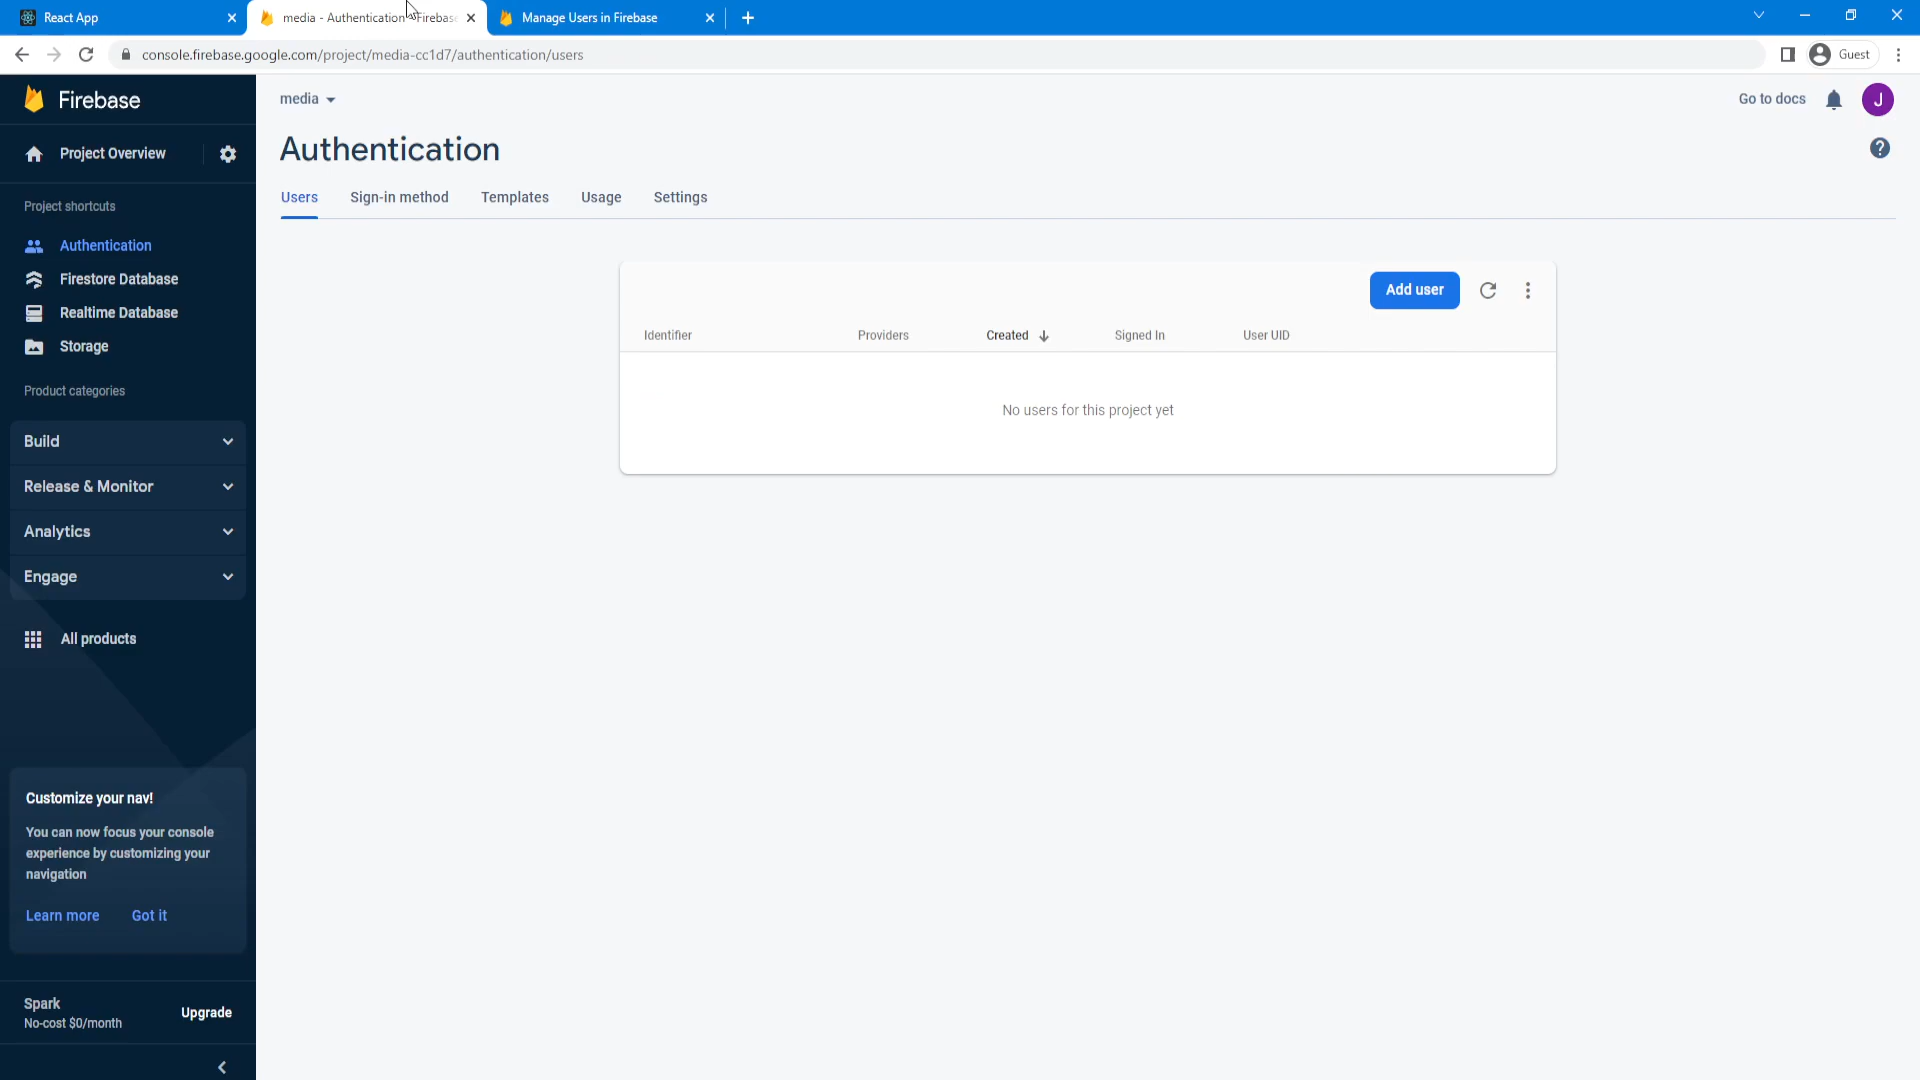 React App
media - Authentication - Firebase
Manage Users in Firebase
console.firebase.google.com/project/media-cc1d7/authentication/users
Guest
Firebase
media
Go to docs
J
Project Overview
Authentication
Users
Sign-in method
Templates
Usage
Settings
Project shortcuts
Authentication
Firestore Database
Realtime Database
Storage
Product categories
Build
Release & Monitor
Analytics
Engage
All products
Add user
Identifier
Providers
Created
Signed In
User UID
No users for this project yet
Customize your nav!
You can now focus your console
experience by customizing your
navigation
Learn more
Got it
Spark
No-cost $0/month
Upgrade